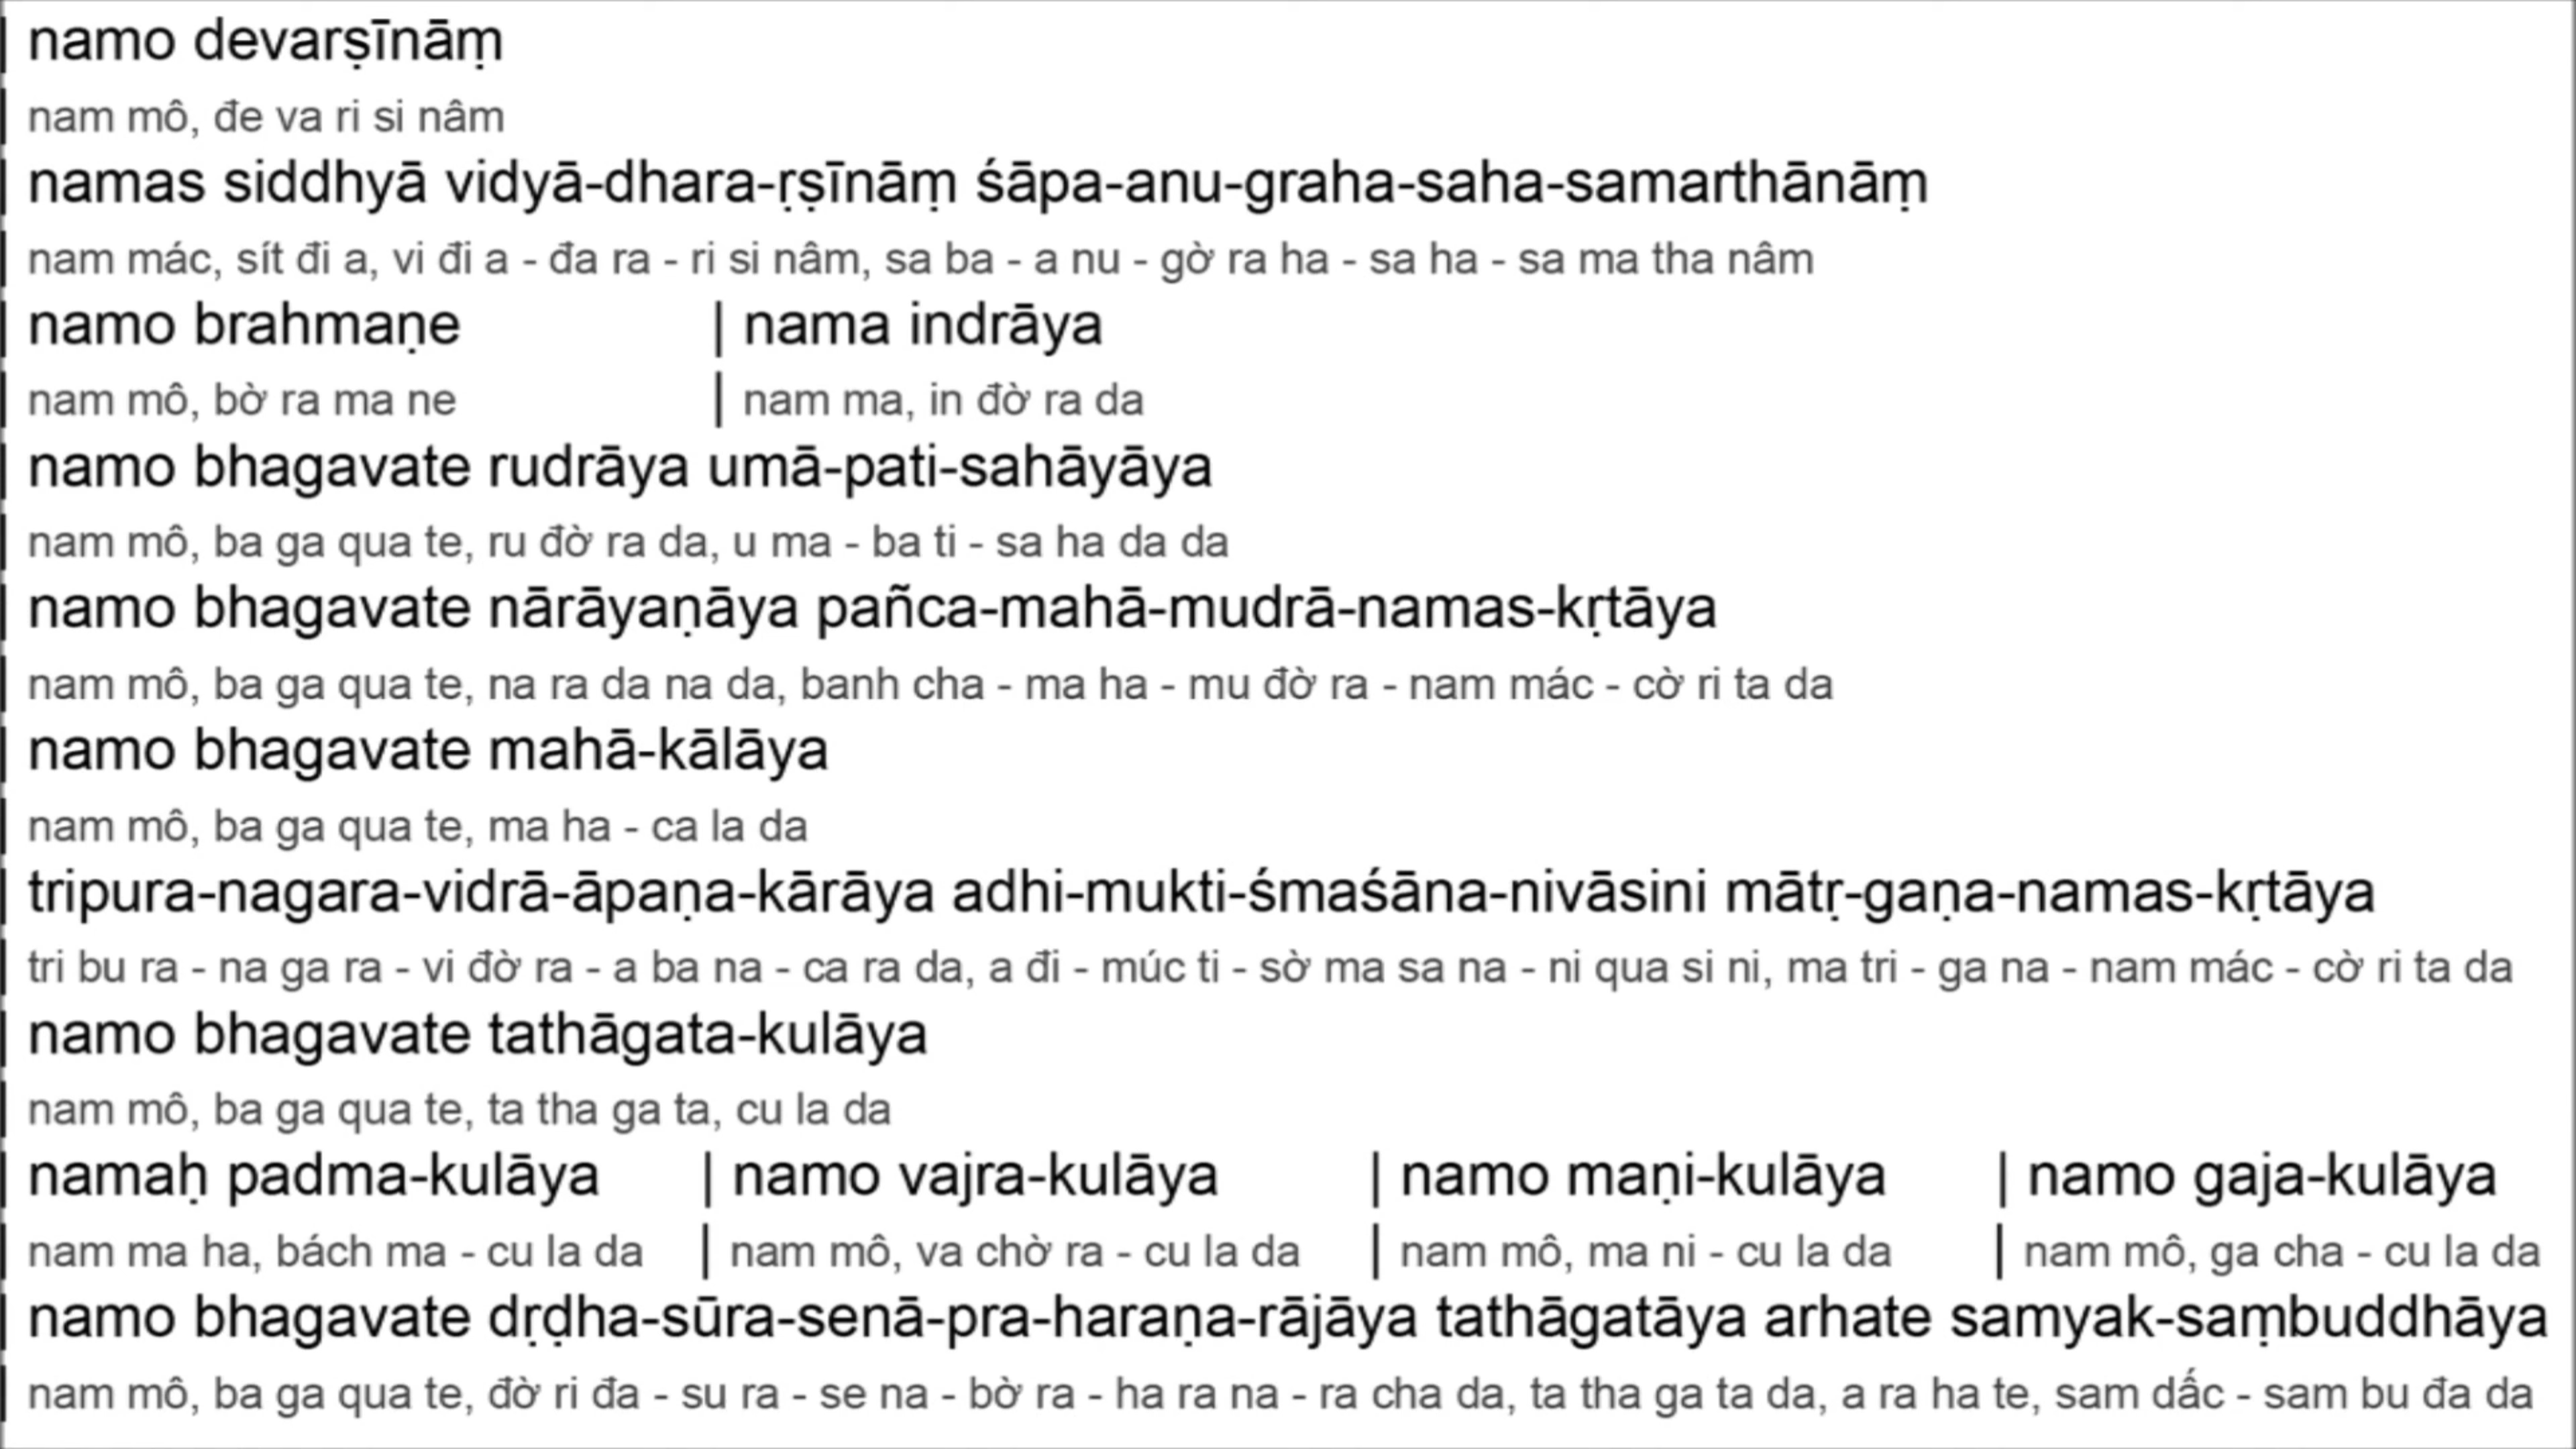 namo devarṣīnāṃ
nam mô, đe va ri si nâm
namas siddhyā vidyā-dhara-ṛṣīnāṃ śāpa-anu-graha-saha-samarthānāṃ
nam mác, sít đi a, vi đi a - đa ra - ri si nâm, sa ba - a nu - gờ ra ha - sa ha - sa ma tha nâm
namo brahmaṇe | nama indrāya
nam mô, bờ ra ma ne | nam ma, in đờ ra da
namo bhagavate rudrāya umā-pati-sahāyāya
nam mô, ba ga qua te, ru đờ ra da, u ma - ba ti - sa ha da da
namo bhagavate nārāyaṇāya pañca-mahā-mudrā-namas-kṛtāya
nam mô, ba ga qua te, na ra da na da, banh cha - ma ha - mu đờ ra - nam mác - cờ ri ta da
namo bhagavate mahā-kālāya
nam mô, ba ga qua te, ma ha - ca la da
tripura-nagara-vidrā-āpaṇa-kārāya adhi-mukti-śmaśāna-nivāsini mātṛ-gaṇa-namas-kṛtāya
tri bu ra - na ga ra - vi đờ ra - a ba na - ca ra da, a đi - múc ti - sờ ma sa na - ni qua si ni, ma tri - ga na - nam mác - cờ ri ta da
namo bhagavate tathāgata-kulāya
nam mô, ba ga qua te, ta tha ga ta, cu la da
namaḥ padma-kulāya | namo vajra-kulāya | namo maṇi-kulāya | namo gaja-kulāya
nam ma ha, bách ma - cu la da | nam mô, va chờ ra - cu la da | nam mô, ma ni - cu la da | nam mô, ga cha - cu la da
namo bhagavate dṛḍha-sūra-senā-pra-haraṇa-rājāya tathāgatāya arhate samyak-saṃbuddhāya
nam mô, ba ga qua te, đờ ri đa - su ra - se na - bờ ra - ha ra na - ra cha da, ta tha ga ta da, a ra ha te, sam dắc - sam bu đa da